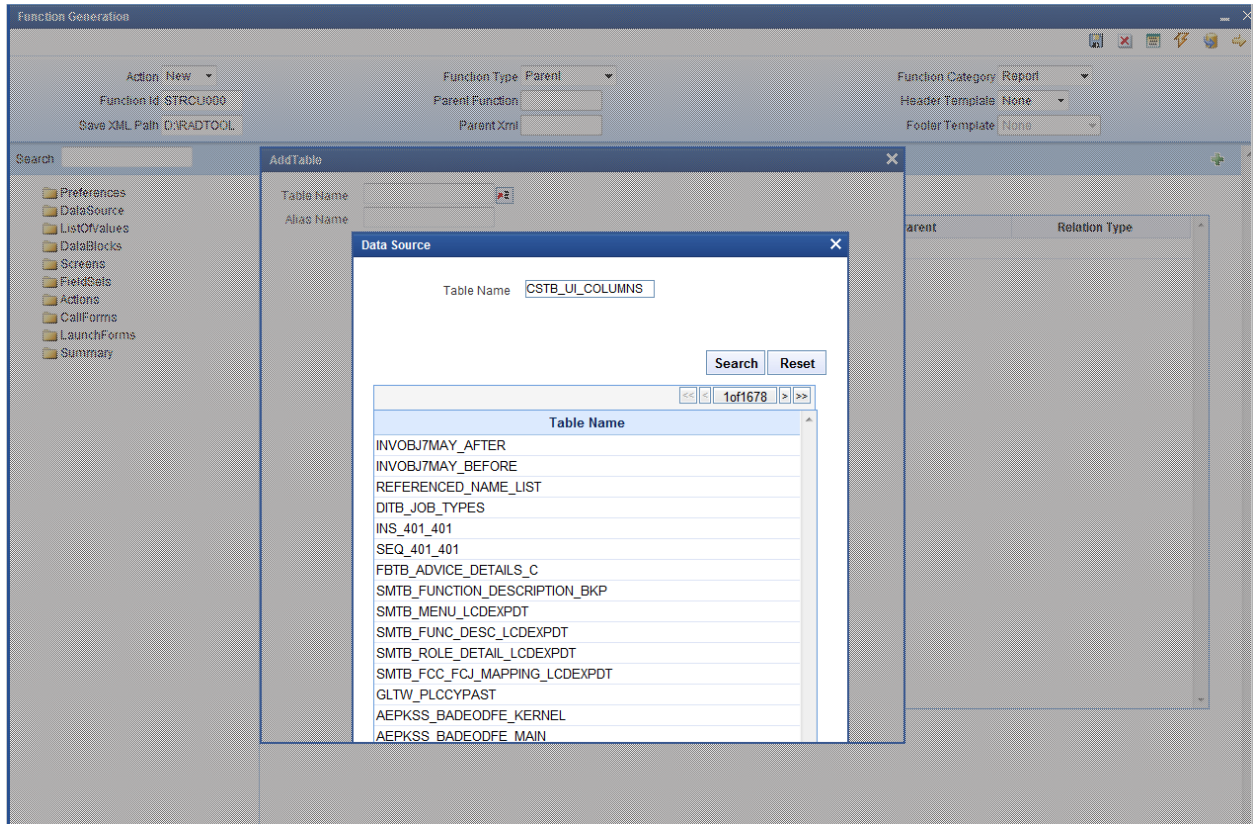 Function Generation
Action New
Function Type Parent
Function Category Report
Function Id STRCU000
Parent Function
Header Template None
Save XML Path D:\RADTOOL
Parent Xml
Footer Template None
Search
Preferences
DataSource
ListOfValues
DataBlocks
Screens
FieldSets
Actions
CallForms
LaunchForms
Summary
AddTable
Table Name
Alias Name
arent
Relation Type
Data Source
Table Name CSTB_UI_COLUMNS
Search Reset
<< < 1of1678 > >>
Table Name
INVOBJ7MAY_AFTER
INVOBJ7MAY_BEFORE
REFERENCED_NAME_LIST
DITB_JOB_TYPES
INS_401_401
SEQ_401_401
FBTB_ADVICE_DETAILS_C
SMTB_FUNCTION_DESCRIPTION_BKP
SMTB_MENU_LCDEXPDT
SMTB_FUNC_DESC_LCDEXPDT
SMTB_ROLE_DETAIL_LCDEXPDT
SMTB_FCC_FCJ_MAPPING_LCDEXPDT
GLTW_PLCCYPAST
AEPKSS_BADEODFE_KERNEL
AEPKSS_BADEODFE_MAIN